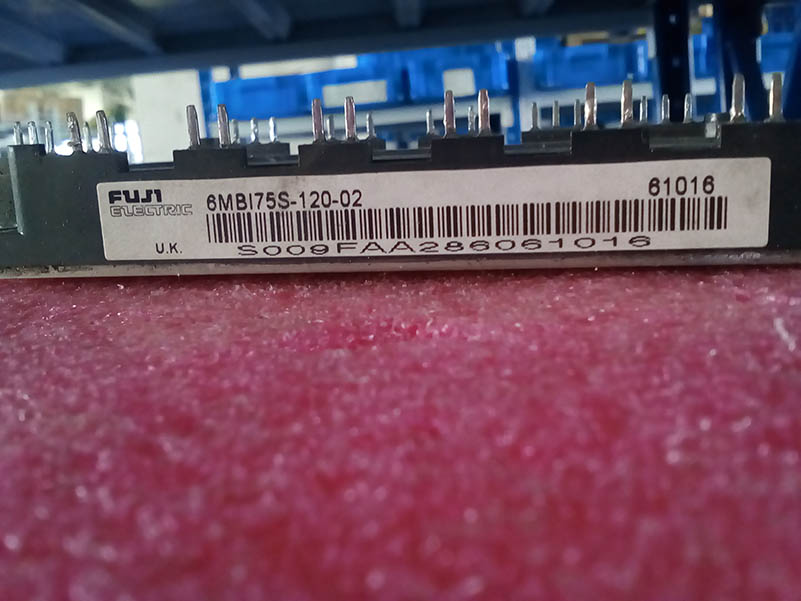 FUJI
ELECTRIC
6MBI75S-120-02
61016
U.K.
S009FAA286061016